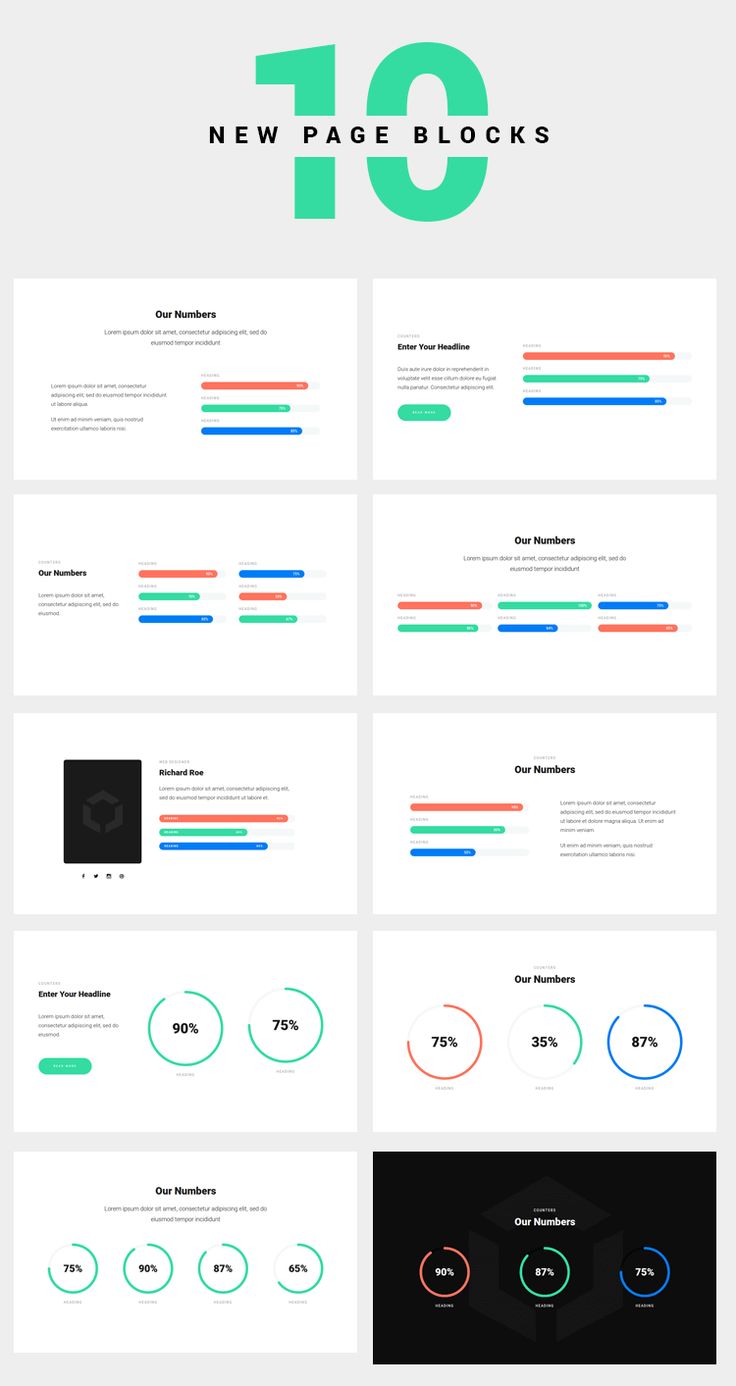 10
NEW PAGE BLOCKS
Our Numbers
Lorem ipsum dolor sit amet, consectetur adipiscing elit, sed do
eiusmod tempor incididunt
Lorem ipsum dolor sit amet, consectetur
adipiscing elit, sed do eiusmod tempor incididunt
ut labore aliqua.
Ut enim ad minim veniam, quis nostrud
exercitation ullamco laboris nisi.
HEADING
90%
HEADING
75%
HEADING
85%
COUNTERS
Enter Your Headline
Duis aute irure dolor in reprehenderit in
voluptate velit esse cillum dolore eu fugiat
nulla pariatur. Consectetur adipiscing elit.
READ MORE
HEADING
90%
HEADING
75%
HEADING
85%
COUNTERS
Our Numbers
Lorem ipsum dolor sit amet,
consectetur adipiscing elit, sed do
eiusmod.
HEADING
90%
HEADING
HEADING
85%
HEADING
75%
HEADING
HEADING
67%
Our Numbers
Lorem ipsum dolor sit amet, consectetur adipiscing elit, sed do
eiusmod tempor incididunt
HEADING
90%
HEADING
100%
HEADING
75%
HEADING
HEADING
64%
HEADING
WEB DESIGNER
Richard Roe
Lorem ipsum dolor sit amet, consectetur adipiscing elit,
sed do eiusmod tempor incididunt ut labore et.
HEADING
HEADING
HEADING
COUNTERS
Our Numbers
HEADING
HEADING
HEADING
Lorem ipsum dolor sit amet, consectetur
adipiscing elit, sed do eiusmod tempor incididunt
ut labore et dolore magna aliqua. Ut enim ad
minim veniam.
Ut enim ad minim veniam, quis nostrud
exercitation ullamco laboris nisi.
COUNTERS
Enter Your Headline
Lorem ipsum dolor sit amet,
consectetur adipiscing elit, sed do
eiusmod.
READ MORE
90%
HEADING
75%
HEADING
COUNTERS
Our Numbers
75%
HEADING
35%
HEADING
87%
HEADING
Our Numbers
Lorem ipsum dolor sit amet, consectetur adipiscing elit, sed do
eiusmod tempor incididunt
75%
HEADING
90%
HEADING
87%
HEADING
65%
HEADING
COUNTERS
Our Numbers
90%
HEADING
87%
HEADING
75%
HEADING